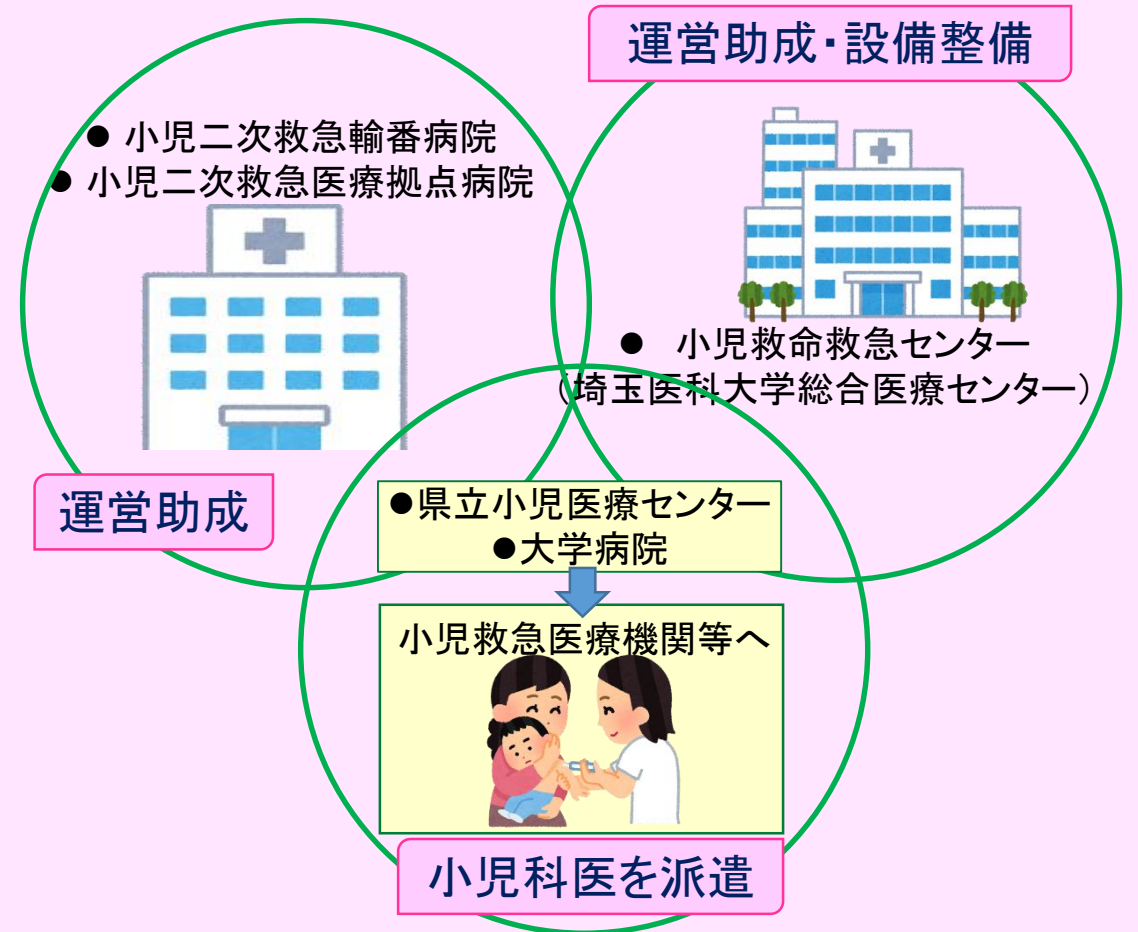 運営助成・設備整備
● 小児二次救急輪番病院
● 小児二次救急医療拠点病院
● 小児救命救急センター
（埼玉医科大学総合医療センター）
運営助成
●県立小児医療センター
●大学病院
小児救急医療機関等へ
小児科医を派遣